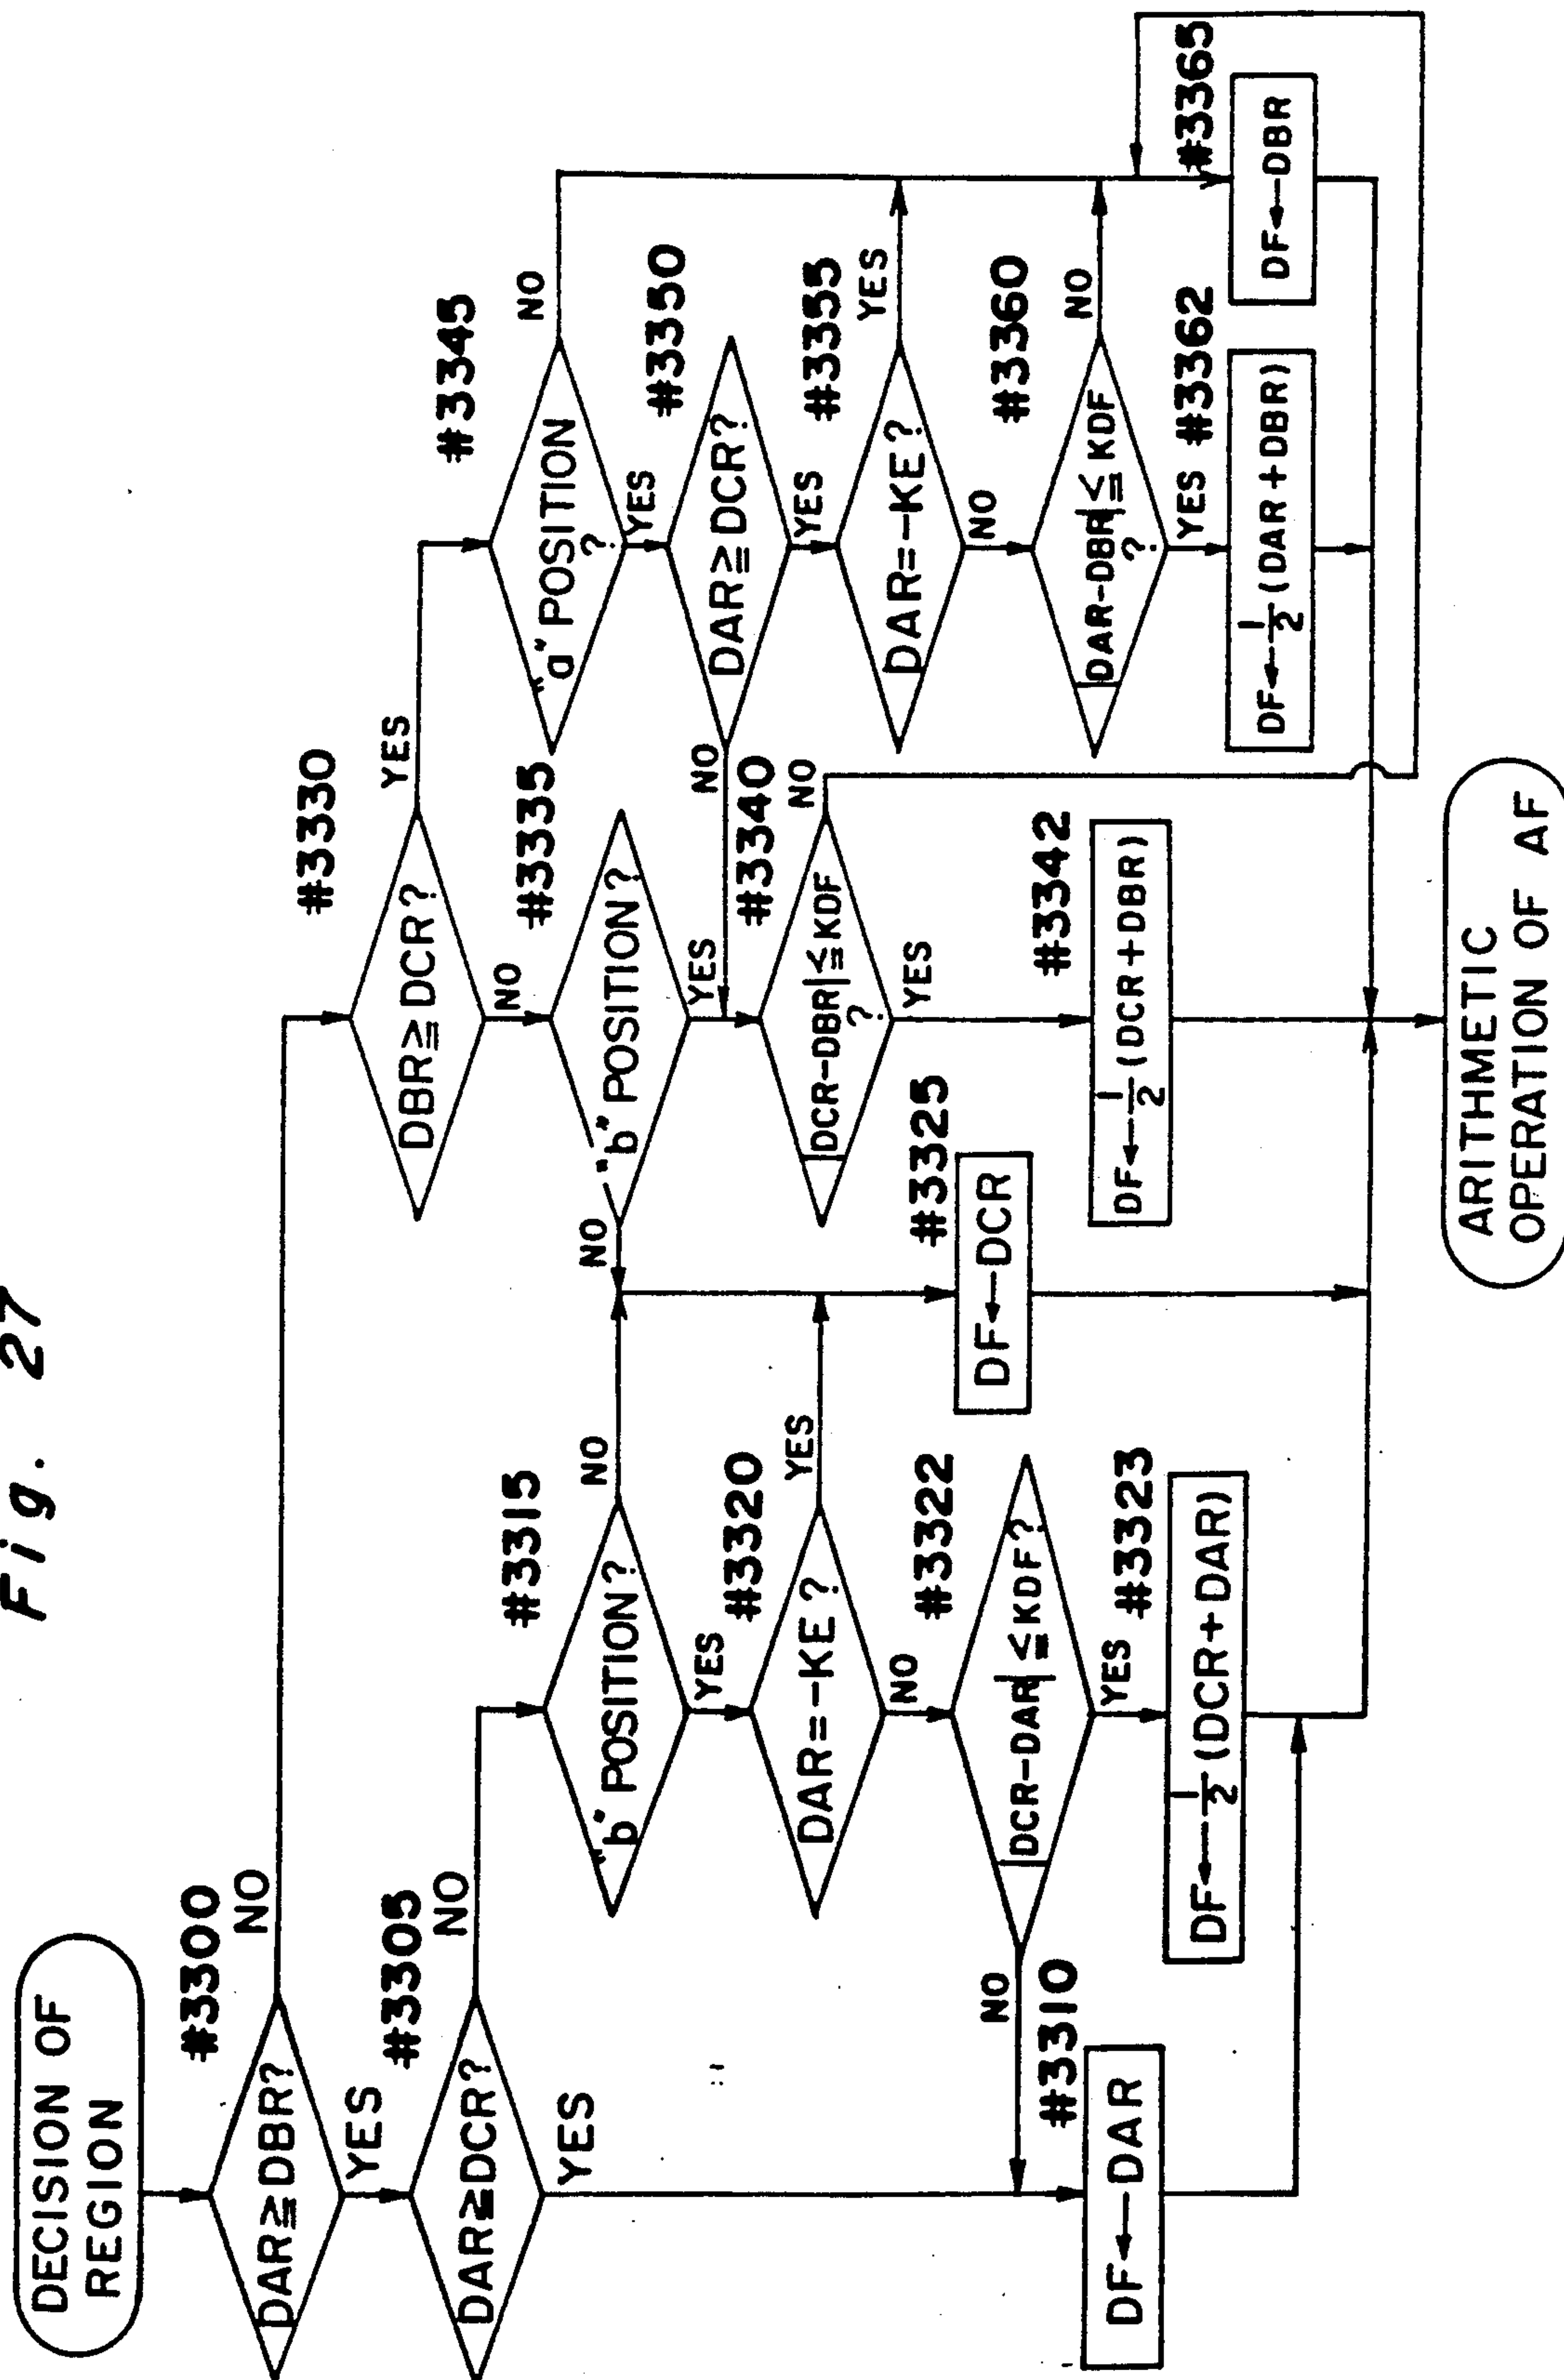 Fig. 27
DECISION OF
REGION
#3300
DAR≧DBR?
NO
YES
#3305
DAR≧DCR?
NO
YES
#3310
DF←DAR
#3315
"b" POSITION?
NO
YES
#3320
DAR=-KE?
YES
NO
#3322
|DCR-DAR|≦KDF?
NO
YES
#3323
DF←1/2(DCR+DAR)
#3325
DF←DCR
#3330
DBR≧DCR?
YES
NO
#3335
"b" POSITION?
NO
YES
#3340
|DCR-DBR|≦KDF
?
NO
YES
#3342
DF←1/2(DCR+DBR)
#3345
"a" POSITION
?
NO
YES
#3350
DAR≧DCR?
NO
YES
#3355
DAR=-KE?
YES
NO
#3360
|DAR-DBR|≦KDF
?
NO
YES
#3362
DF←1/2(DAR+DBR)
#3365
DF←DBR
ARITHMETIC
OPERATION OF AF